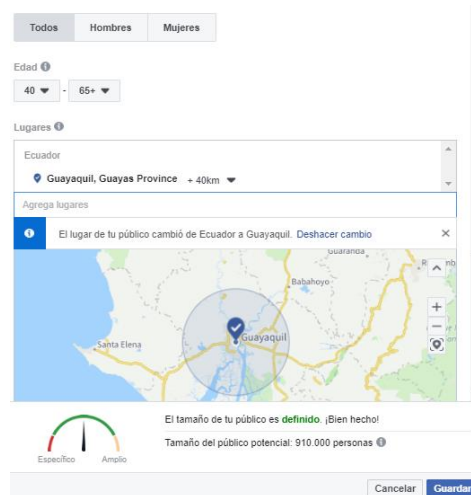 Todos Hombres Mujeres
Edad
40 - 65+
Lugares
Ecuador
Guayaquil, Guayas Province + 40km
Agrega lugares
El lugar de tu público cambió de Ecuador a Guayaquil. Deshacer cambio
Guaranda
Babahoyo
Guayaquil
Santa Elena
El tamaño de tu público es definido. ¡Bien hecho!
Tamaño del público potencial: 910.000 personas
Específico Amplio
Cancelar Guardar